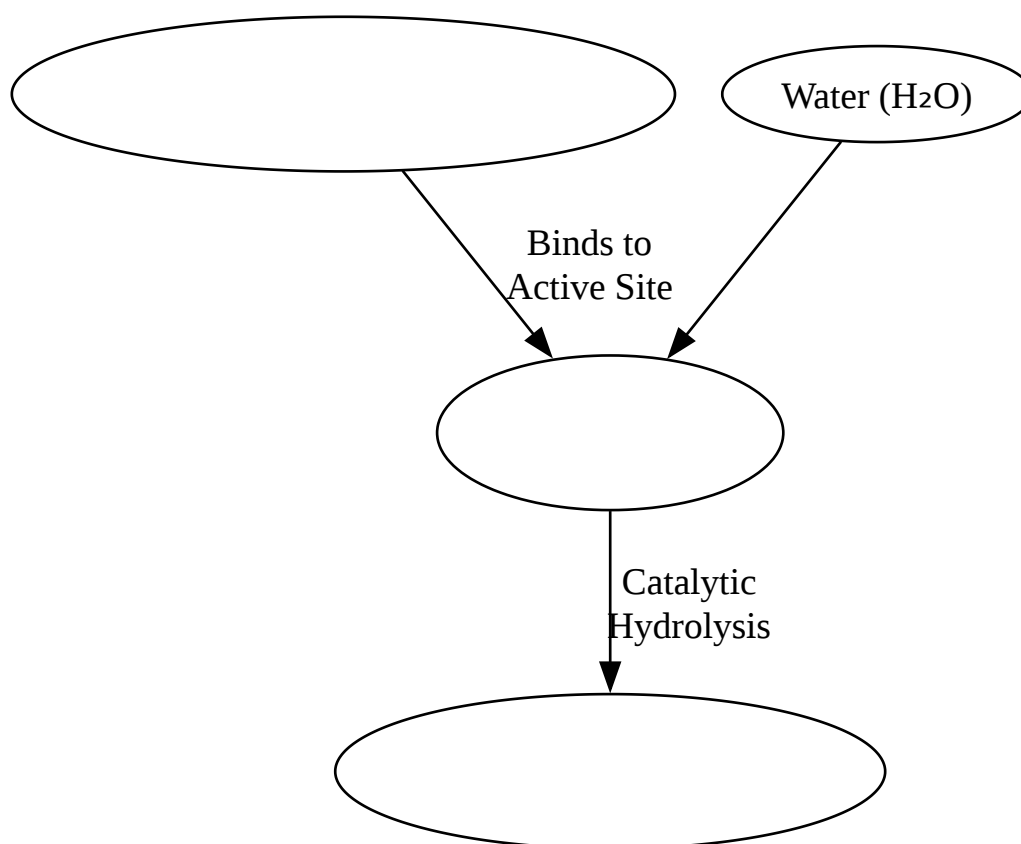 Water (H₂O)
Binds to
Active Site
Catalytic
Hydrolysis